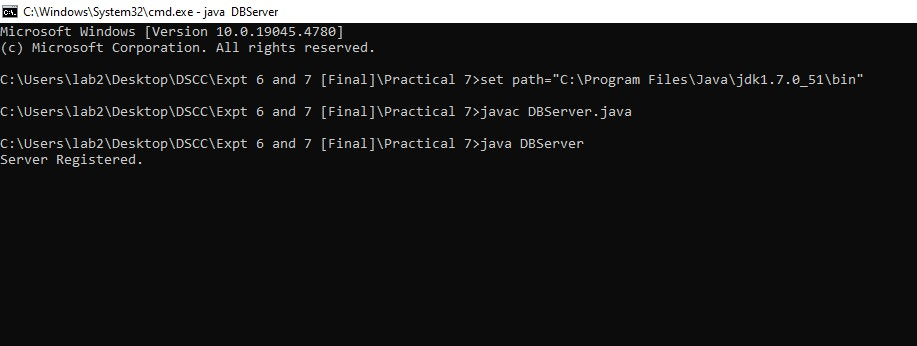 C:\Windows\System32\cmd.exe - java  DBServer
Microsoft Windows [Version 10.0.19045.4780]
(c) Microsoft Corporation. All rights reserved.
C:\Users\lab2\Desktop\DSCC\Expt 6 and 7 [Final]\Practical 7>set path="C:\Program Files\Java\jdk1.7.0_51\bin"
C:\Users\lab2\Desktop\DSCC\Expt 6 and 7 [Final]\Practical 7>javac DBServer.java
C:\Users\lab2\Desktop\DSCC\Expt 6 and 7 [Final]\Practical 7>java DBServer
Server Registered.